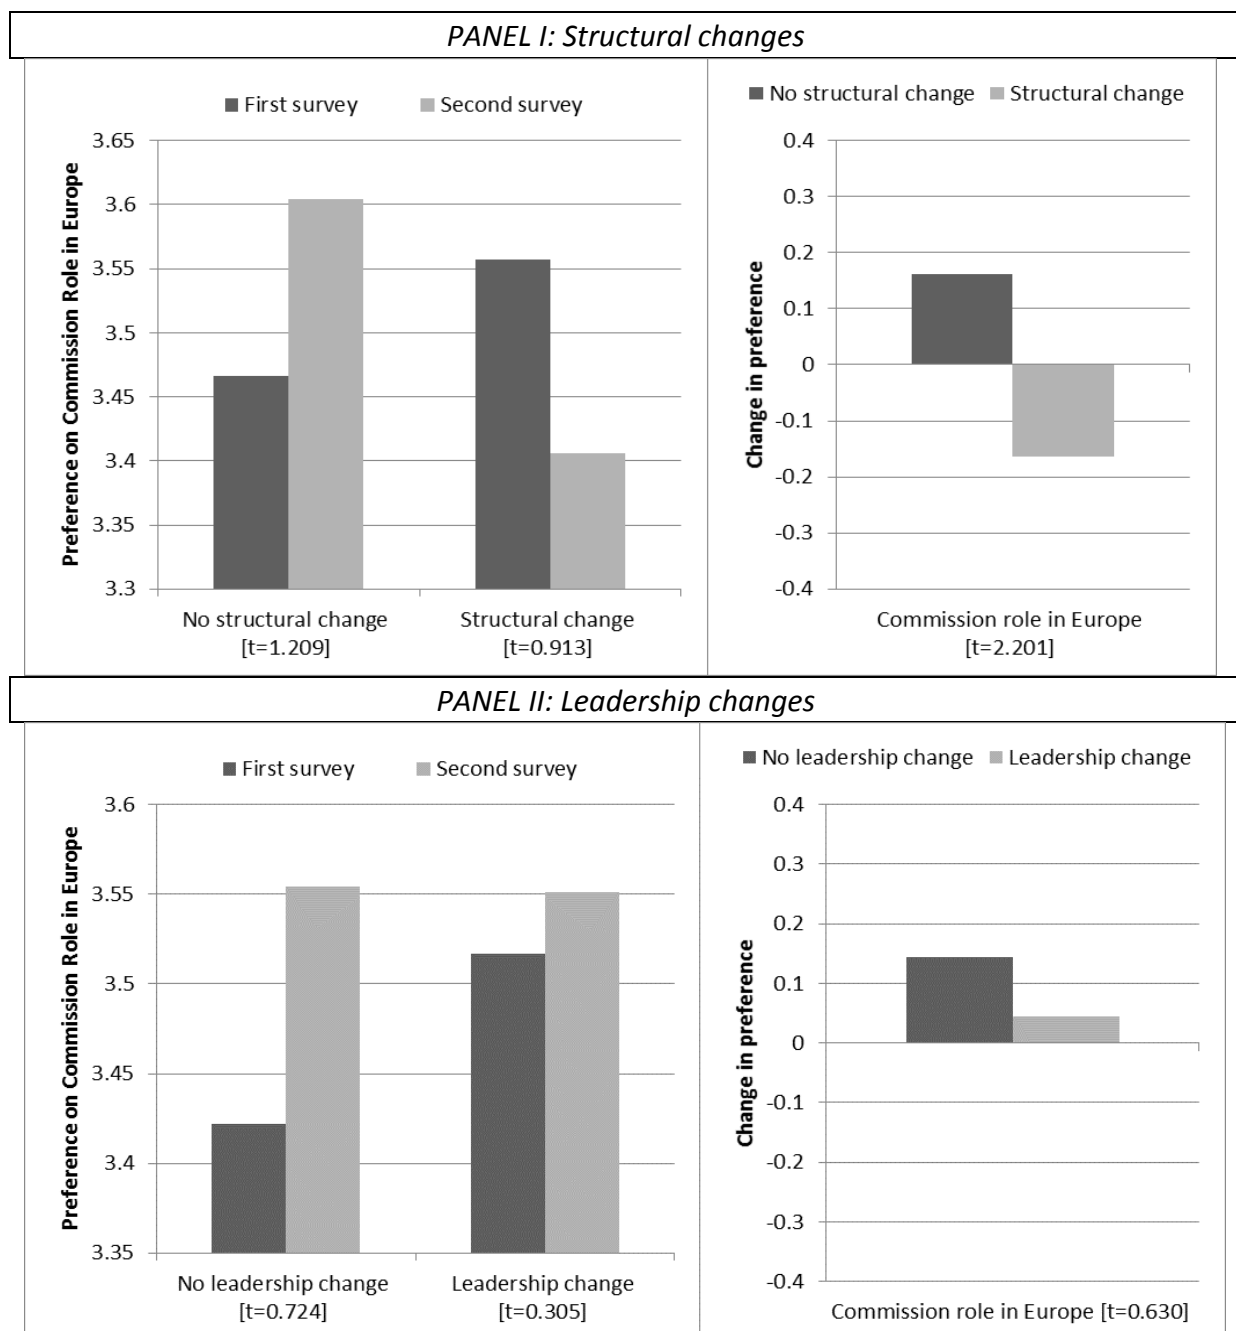 PANEL I: Structural changes
First survey Second survey
Preference on Commission Role in Europe
3.65
3.6
3.55
3.5
3.45
3.4
3.35
3.3
No structural change Structural change
[t=1.209] [t=0.913]
No structural change Structural change
Change in preference
0.4
0.3
0.2
0.1
0
-0.1
-0.2
-0.3
-0.4
Commission role in Europe
[t=2.201]
PANEL II: Leadership changes
First survey Second survey
Preference on Commission Role in Europe
3.6
3.55
3.5
3.45
3.4
3.35
No leadership change Leadership change
[t=0.724] [t=0.305]
No leadership change Leadership change
Change in preference
0.4
0.3
0.2
0.1
0
-0.1
-0.2
-0.3
-0.4
Commission role in Europe [t=0.630]